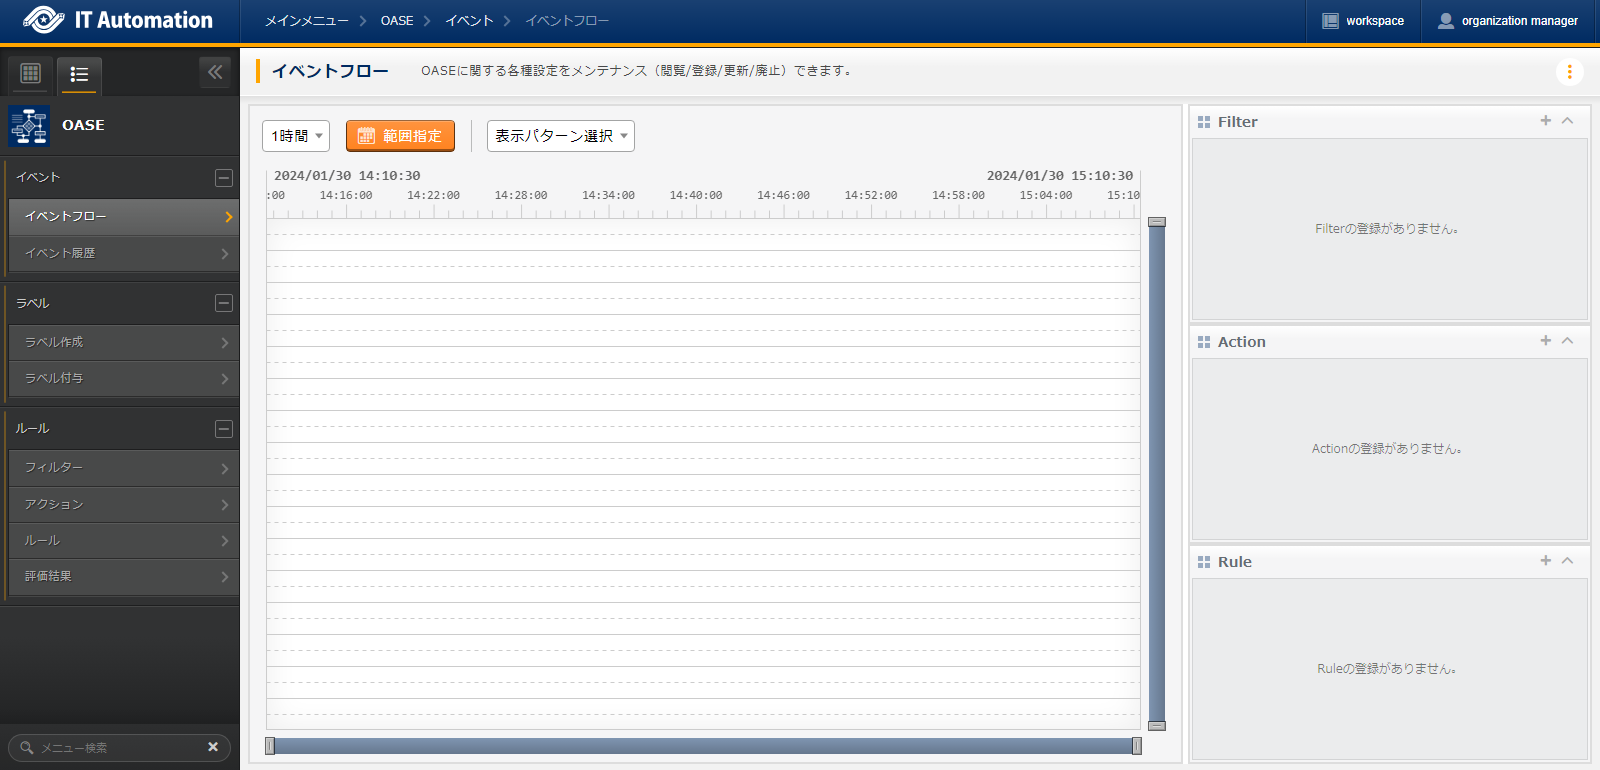 IT Automation
メインメニュー OASE イベント イベントフロー
workspace
organization manager
OASE
イベント
イベントフロー
イベント履歴
ラベル
ラベル作成
ラベル付与
ルール
フィルター
アクション
ルール
評価結果
メニュー検索
イベントフロー
OASEに関する各種設定をメンテナンス（閲覧/登録/更新/廃止）できます。
1時間
範囲指定
表示パターン選択
2024/01/30 14:10:30
2024/01/30 15:10:30
:00 14:16:00 14:22:00 14:28:00 14:34:00 14:40:00 14:46:00 14:52:00 14:58:00 15:04:00 15:10
Filter
Filterの登録がありません。
Action
Actionの登録がありません。
Rule
Ruleの登録がありません。